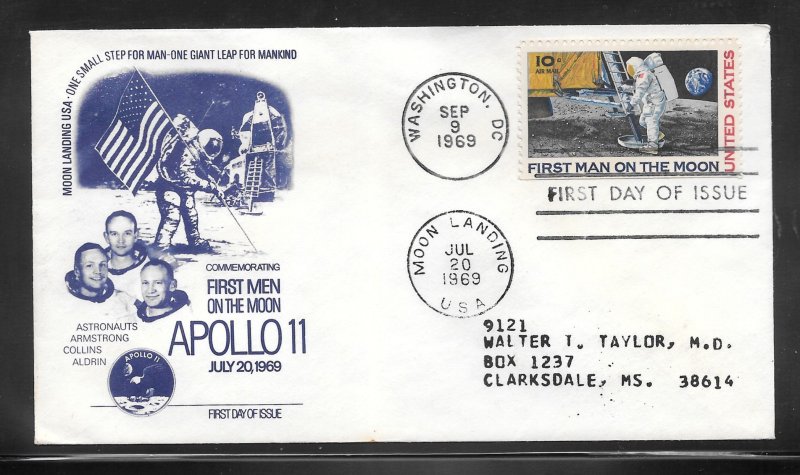 MOON LANDING USA · ONE SMALL STEP FOR MAN-ONE GIANT LEAP FOR MANKIND
COMMEMORATING
FIRST MEN
ON THE MOON
APOLLO 11
JULY 20, 1969
ASTRONAUTS
ARMSTRONG
COLLINS
ALDRIN
APOLLO 11
FIRST DAY OF ISSUE
WASHINGTON, DC
SEP
9
1969
10¢
AIR MAIL
UNITED STATES
FIRST MAN ON THE MOON
FIRST DAY OF ISSUE
MOON LANDING
JUL
20
1969
USA
9121
WALTER T. TAYLOR, M.D.
BOX 1237
CLARKSDALE, MS. 38614